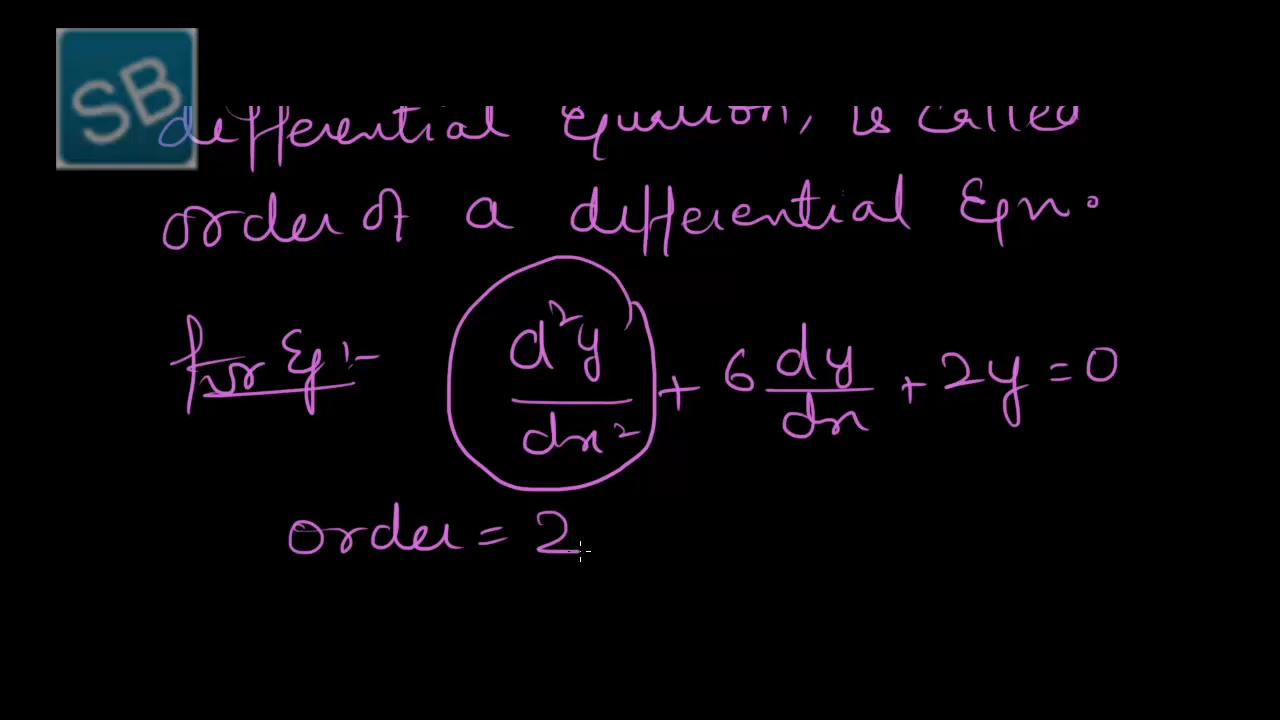 SB
differential Equation, is called
order of a differential Eqn.
for Eg:- d²y/dx² + 6 dy/dx + 2y = 0
order = 2